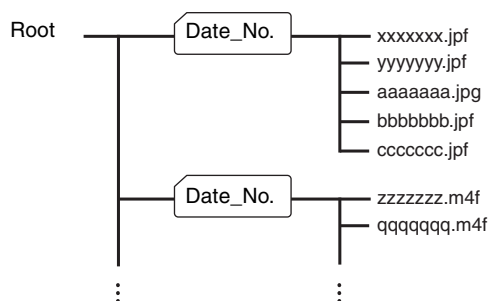 Root
Date_No.
xxxxxxx.jpf
yyyyyyy.jpf
aaaaaaa.jpg
bbbbbbb.jpf
ccccccc.jpf
Date_No.
zzzzzzz.m4f
qqqqqqq.m4f